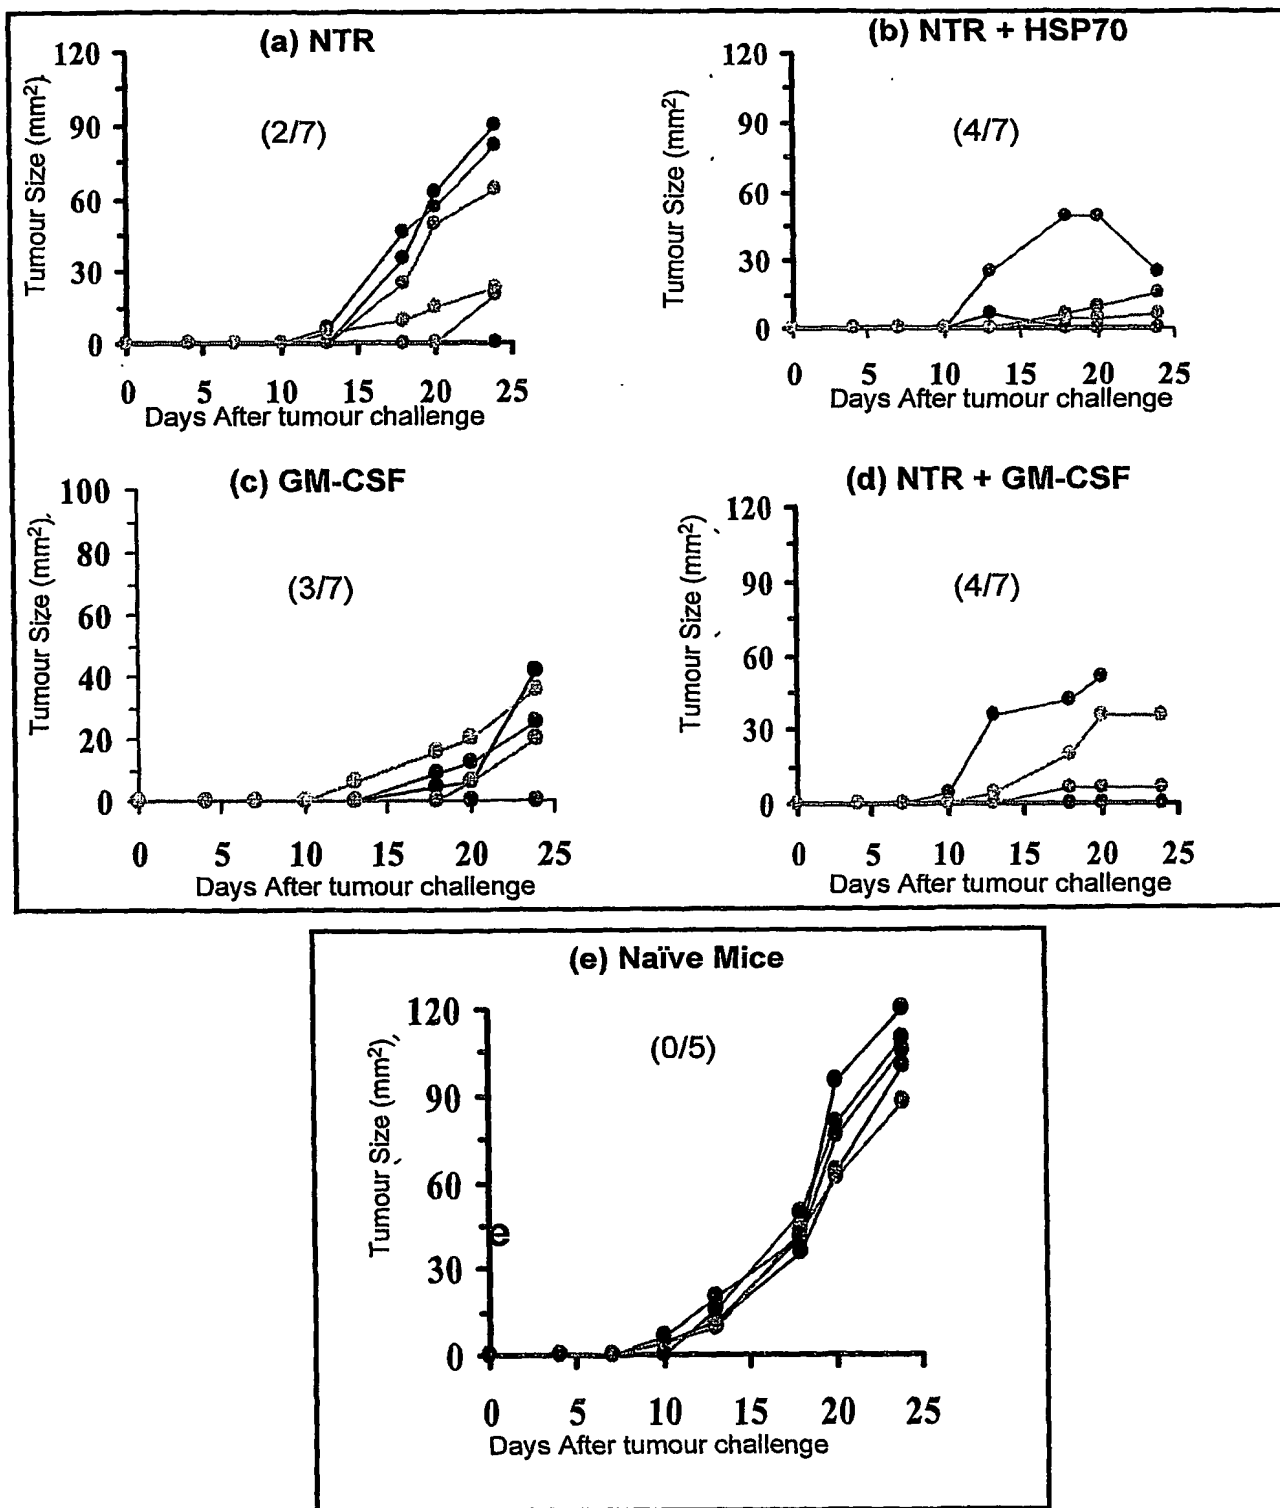 (a) NTR
120
90
60
30
0
Tumour Size (mm²)
(2/7)
0 5 10 15 20 25
Days After tumour challenge
(b) NTR + HSP70
120
90
60
30
0
Tumour Size (mm²)
(4/7)
0 5 10 15 20 25
Days After tumour challenge
(c) GM-CSF
100
80
60
40
20
0
Tumour Size (mm²)
(3/7)
0 5 10 15 20 25
Days After tumour challenge
(d) NTR + GM-CSF
120
90
60
30
0
Tumour Size (mm²)
(4/7)
0 5 10 15 20 25
Days After tumour challenge
(e) Naïve Mice
120
90
60
30
0
Tumour Size (mm²)
(0/5)
e
0 5 10 15 20 25
Days After tumour challenge